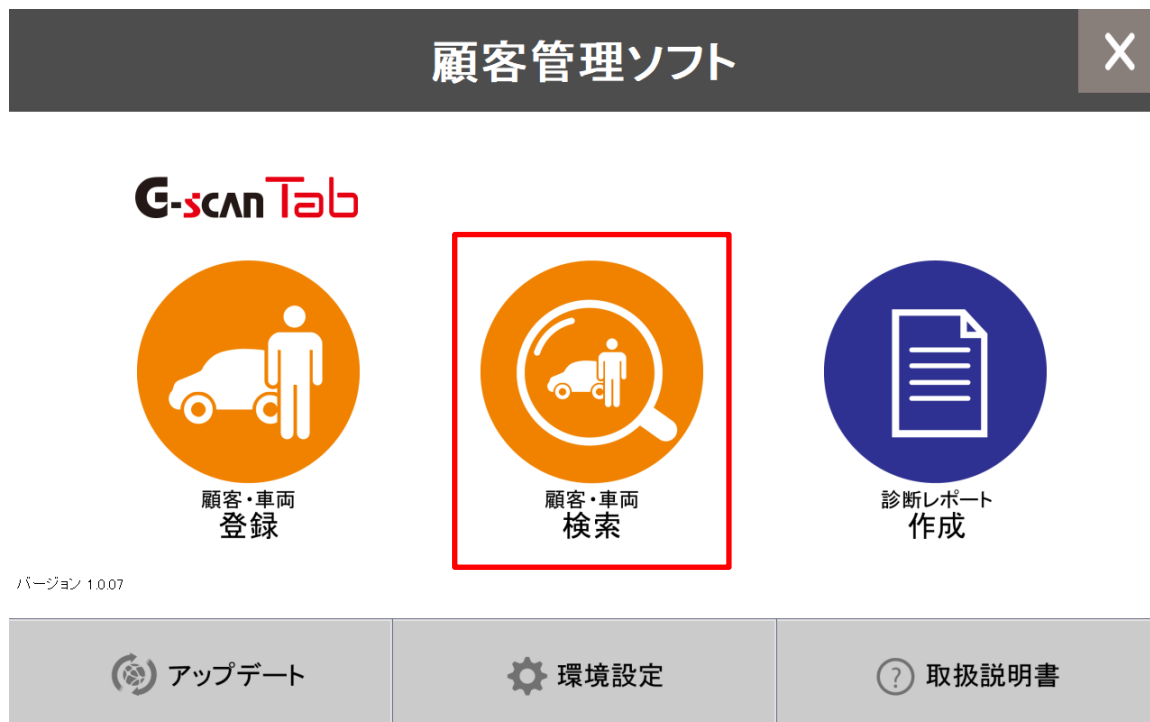 顧客管理ソフト
X
G-scan Tab
顧客・車両
登録
顧客・車両
検索
診断レポート
作成
バージョン 1.0.07
アップデート
環境設定
? 取扱説明書